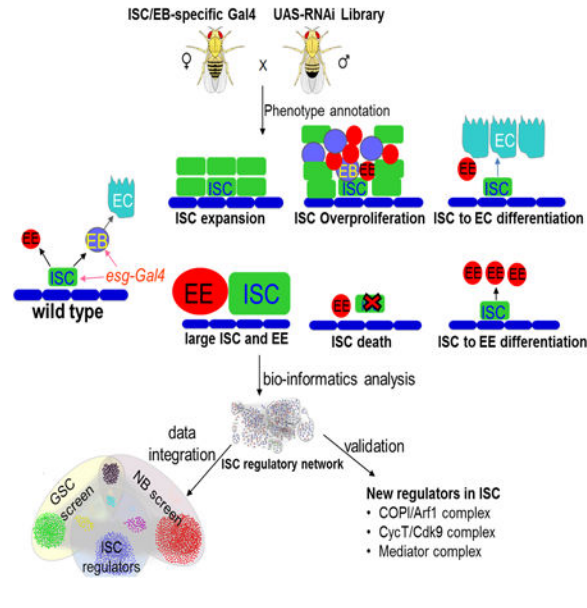 ISC/EB-specific Gal4
UAS-RNAi Library
♀
X
♂
Phenotype annotation
EC
EE
EB
ISC
esg-Gal4
wild type
ISC
ISC expansion
EB
EE
ISC
ISC Overproliferation
EC
EE
ISC
ISC to EC differentiation
EE
ISC
large ISC and EE
EE
ISC death
EE EE EE
ISC
ISC to EE differentiation
bio-informatics analysis
data
integration
ISC regulatory network
validation
GSC
screen
NB screen
ISC
regulators
New regulators in ISC
• COPI/Arf1 complex
• CycT/Cdk9 complex
• Mediator complex